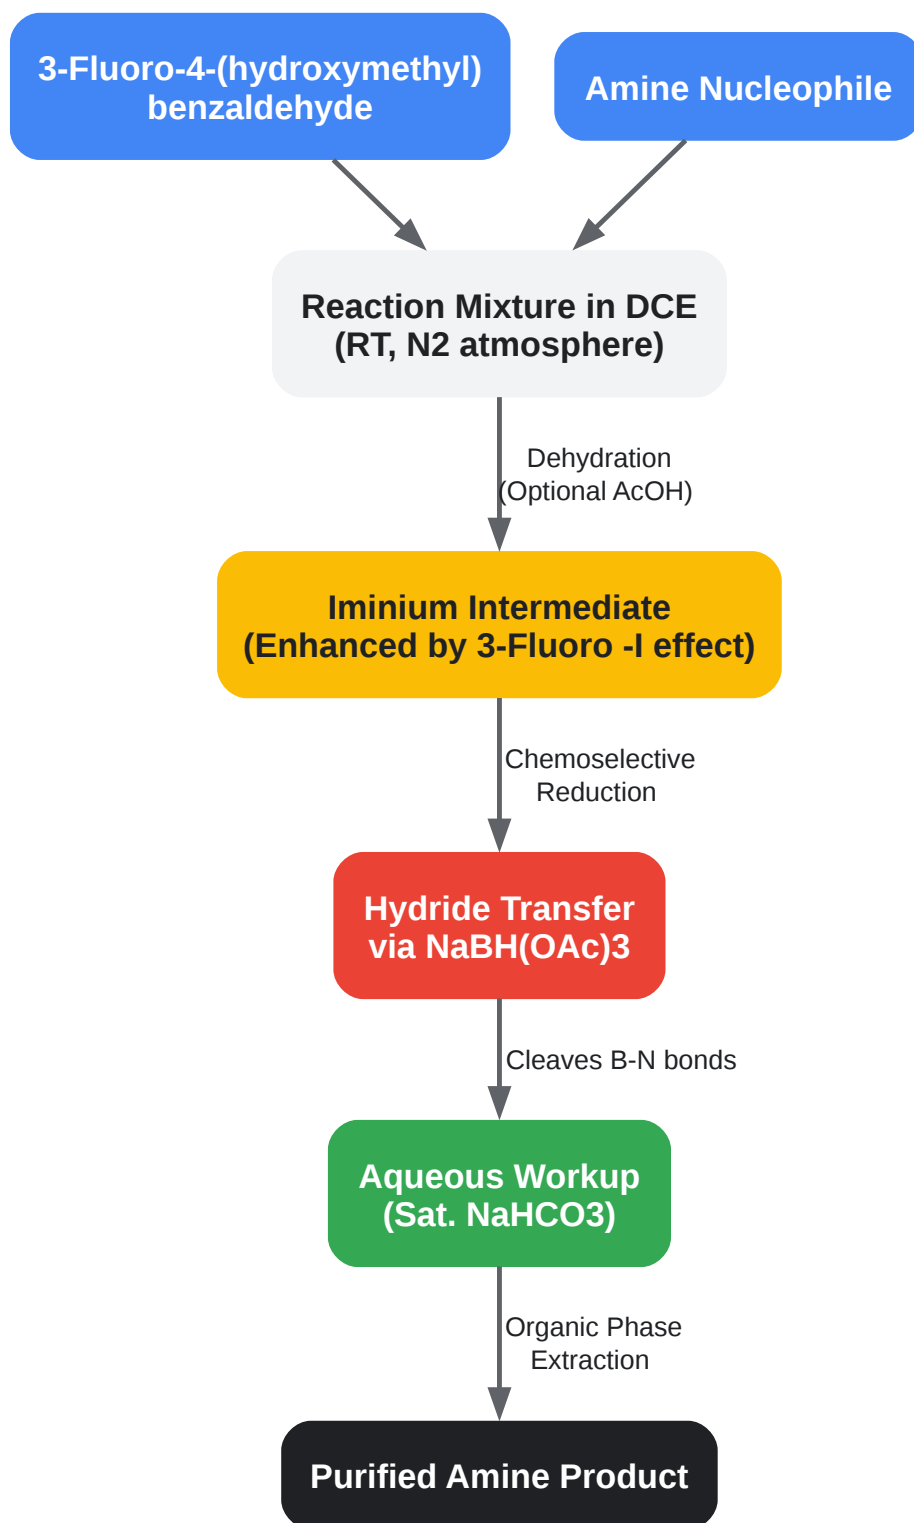 3-Fluoro-4-(hydroxymethyl)
benzaldehyde
Amine Nucleophile
Reaction Mixture in DCE
(RT, N2 atmosphere)
Dehydration
(Optional AcOH)
Iminium Intermediate
(Enhanced by 3-Fluoro -I effect)
Chemoselective
Reduction
Hydride Transfer
via NaBH(OAc)3
Cleaves B-N bonds
Aqueous Workup
(Sat. NaHCO3)
Organic Phase
Extraction
Purified Amine Product